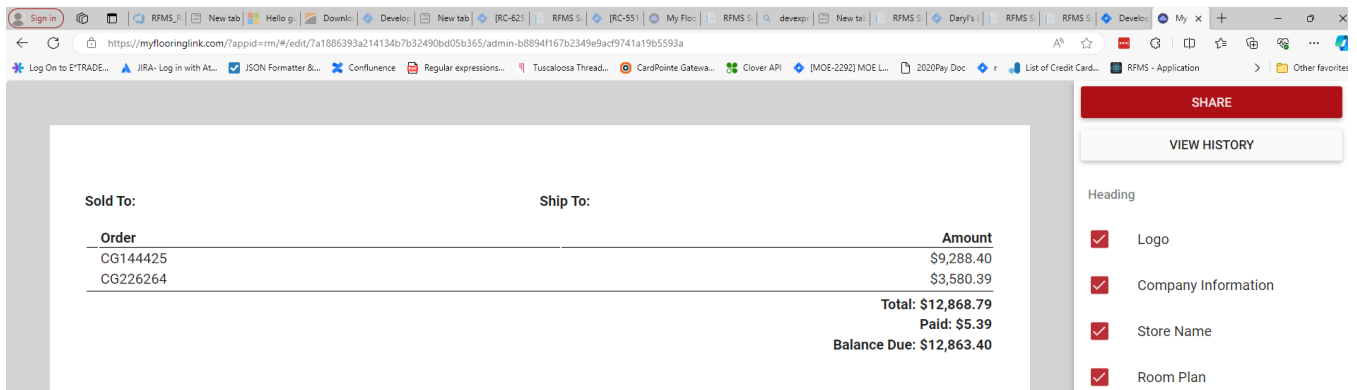 Sign in
RFMS_R
New tab
Hello g
Downlo
Develop
New tab
[RC-625
RFMS Sc
[RC-551
My Floo
RFMS Sc
devexpr
New tab
RFMS S
Daryl's
RFMS S
RFMS S
Develop
My
https://myflooringlink.com/?appid=rm/#/edit/7a1886393a214134b7b32490bd05b365/admin-b8894f167b2349e9acf9741a19b5593a
Log On to E*TRADE...
JIRA- Log in with At...
JSON Formatter &...
Conflunence
Regular expressions...
Tuscaloosa Thread...
CardPointe Gatewa...
Clover API
[MOE-2292] MOE L...
2020Pay Doc
r
List of Credit Card...
RFMS - Application
Other favorites
SHARE
VIEW HISTORY
Sold To: Ship To:
Order Amount
CG144425 $9,288.40
CG226264 $3,580.39
Total: $12,868.79
Paid: $5.39
Balance Due: $12,863.40
Heading
Logo
Company Information
Store Name
Room Plan